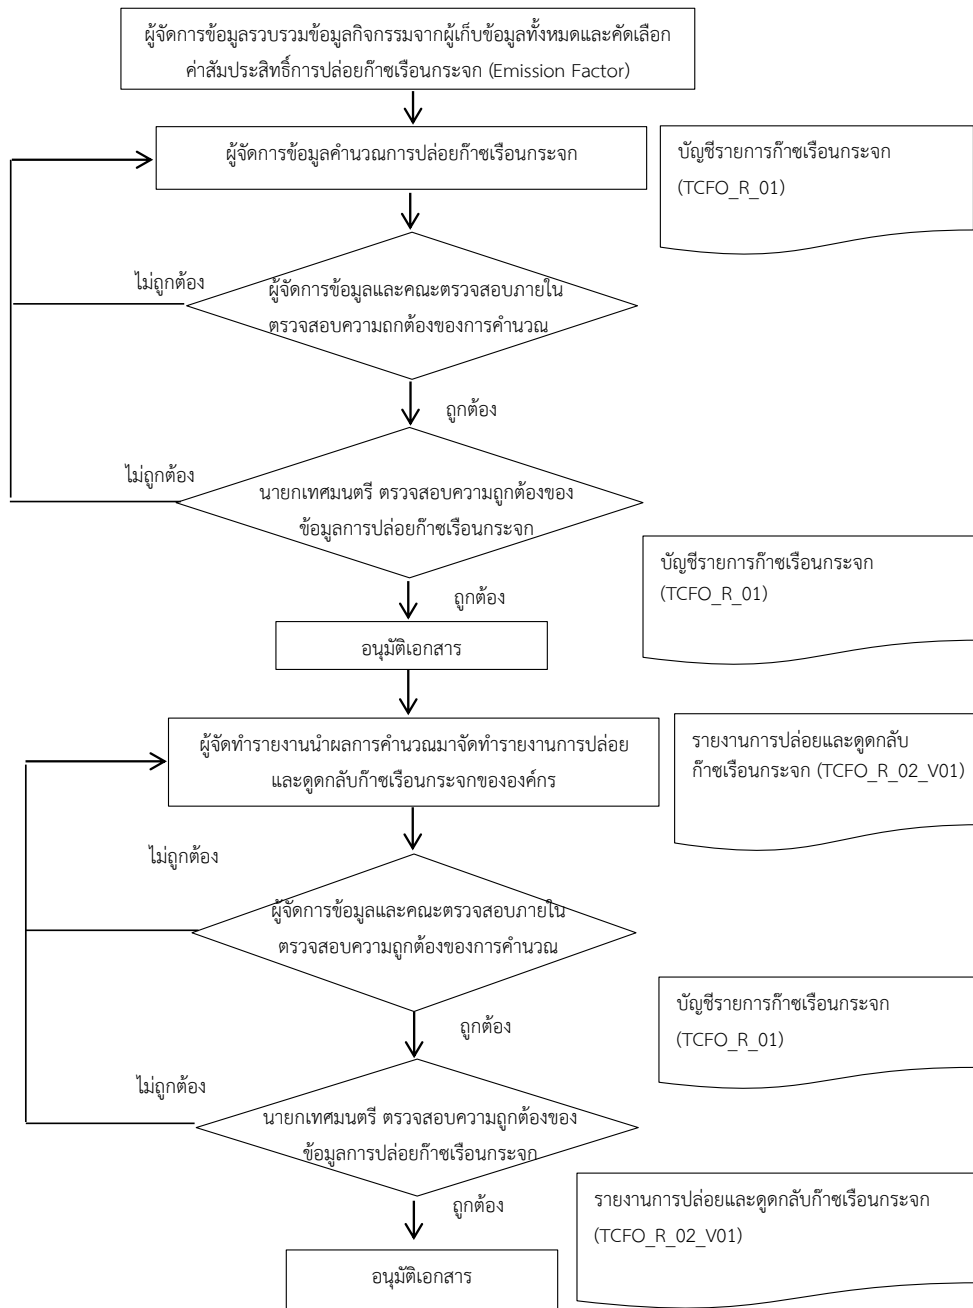 ผู้จัดการข้อมูลรวบรวมข้อมูลกิจกรรมจากผู้เก็บข้อมูลทั้งหมดและคัดเลือก
ค่าสัมประสิทธิ์การปล่อยก๊าซเรือนกระจก (Emission Factor)
ผู้จัดการข้อมูลคำนวณการปล่อยก๊าซเรือนกระจก
บัญชีรายการก๊าซเรือนกระจก
(TCFO_R_01)
ไม่ถูกต้อง
ผู้จัดการข้อมูลและคณะตรวจสอบภายใน
ตรวจสอบความถูกต้องของการคำนวณ
ถูกต้อง
ไม่ถูกต้อง
นายกเทศมนตรี ตรวจสอบความถูกต้องของ
ข้อมูลการปล่อยก๊าซเรือนกระจก
บัญชีรายการก๊าซเรือนกระจก
(TCFO_R_01)
ถูกต้อง
อนุมัติเอกสาร
ผู้จัดทำรายงานนำผลการคำนวณมาจัดทำรายงานการปล่อย
และดูดกลับก๊าซเรือนกระจกขององค์กร
รายงานการปล่อยและดูดกลับ
ก๊าซเรือนกระจก (TCFO_R_02_V01)
ไม่ถูกต้อง
ผู้จัดการข้อมูลและคณะตรวจสอบภายใน
ตรวจสอบความถูกต้องของการคำนวณ
บัญชีรายการก๊าซเรือนกระจก
(TCFO_R_01)
ถูกต้อง
ไม่ถูกต้อง
นายกเทศมนตรี ตรวจสอบความถูกต้องของ
ข้อมูลการปล่อยก๊าซเรือนกระจก
ถูกต้อง
รายงานการปล่อยและดูดกลับก๊าซเรือนกระจก
(TCFO_R_02_V01)
อนุมัติเอกสาร